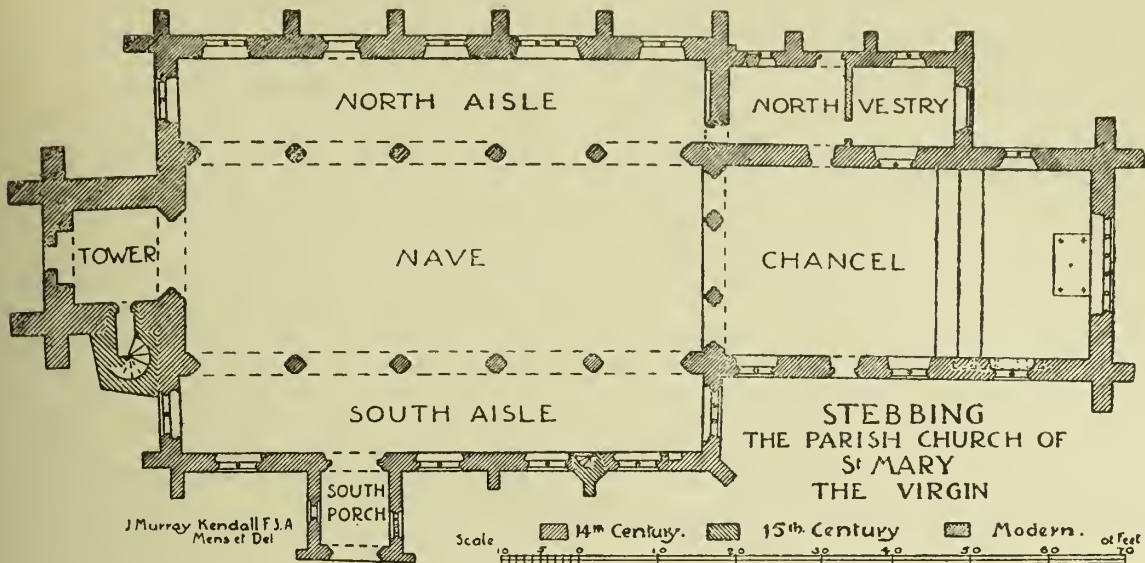 NORTH AISLE
NORTH VESTRY
TOWER
NAVE
CHANCEL
SOUTH AISLE
SOUTH
PORCH
STEBBING
THE PARISH CHURCH OF
St MARY
THE VIRGIN
J Murray Kendall F.S.A
Mens et Del
14th Century. 15th Century Modern.
Scale 10 5 0 10 20 30 40 50 60 70 of Feet